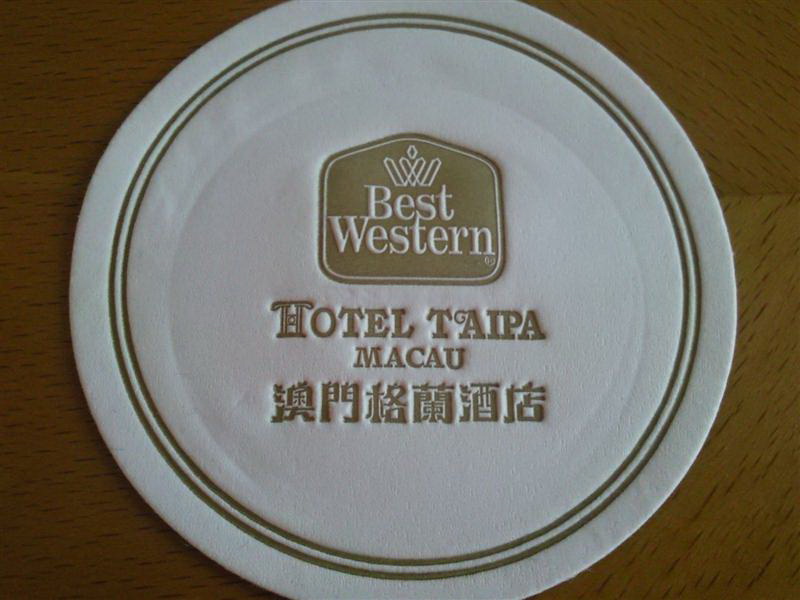 Best
Western®
HOTEL TAIPA
MACAU
澳門格蘭酒店